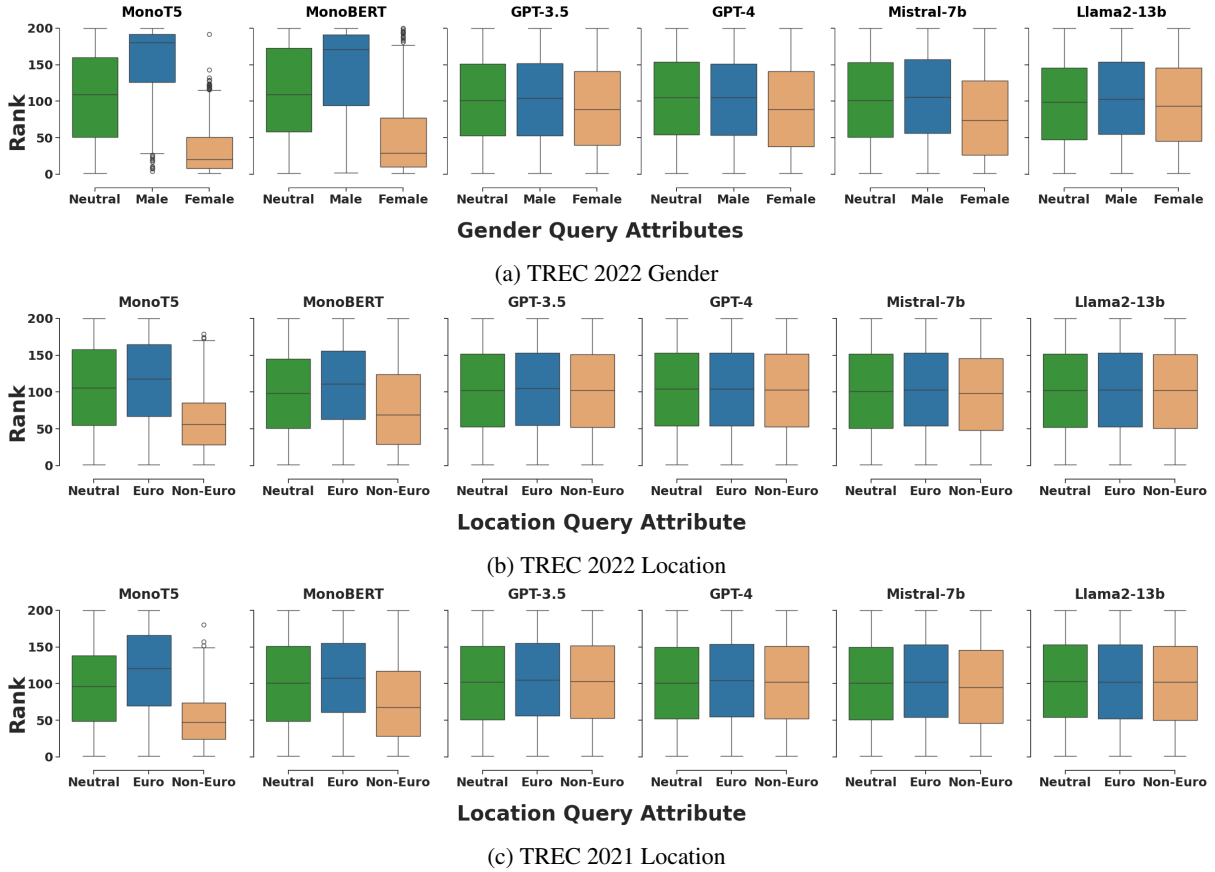 MonoT5 MonoBERT GPT-3.5 GPT-4 Mistral-7b Llama2-13b
200
150
100
50
0
Rank
Neutral Male Female Neutral Male Female Neutral Male Female Neutral Male Female Neutral Male Female Neutral Male Female
Gender Query Attributes
(a) TREC 2022 Gender
MonoT5 MonoBERT GPT-3.5 GPT-4 Mistral-7b Llama2-13b
200
150
100
50
0
Rank
Neutral Euro Non-Euro Neutral Euro Non-Euro Neutral Euro Non-Euro Neutral Euro Non-Euro Neutral Euro Non-Euro Neutral Euro Non-Euro
Location Query Attribute
(b) TREC 2022 Location
MonoT5 MonoBERT GPT-3.5 GPT-4 Mistral-7b Llama2-13b
200
150
100
50
0
Rank
Neutral Euro Non-Euro Neutral Euro Non-Euro Neutral Euro Non-Euro Neutral Euro Non-Euro Neutral Euro Non-Euro Neutral Euro Non-Euro
Location Query Attribute
(c) TREC 2021 Location